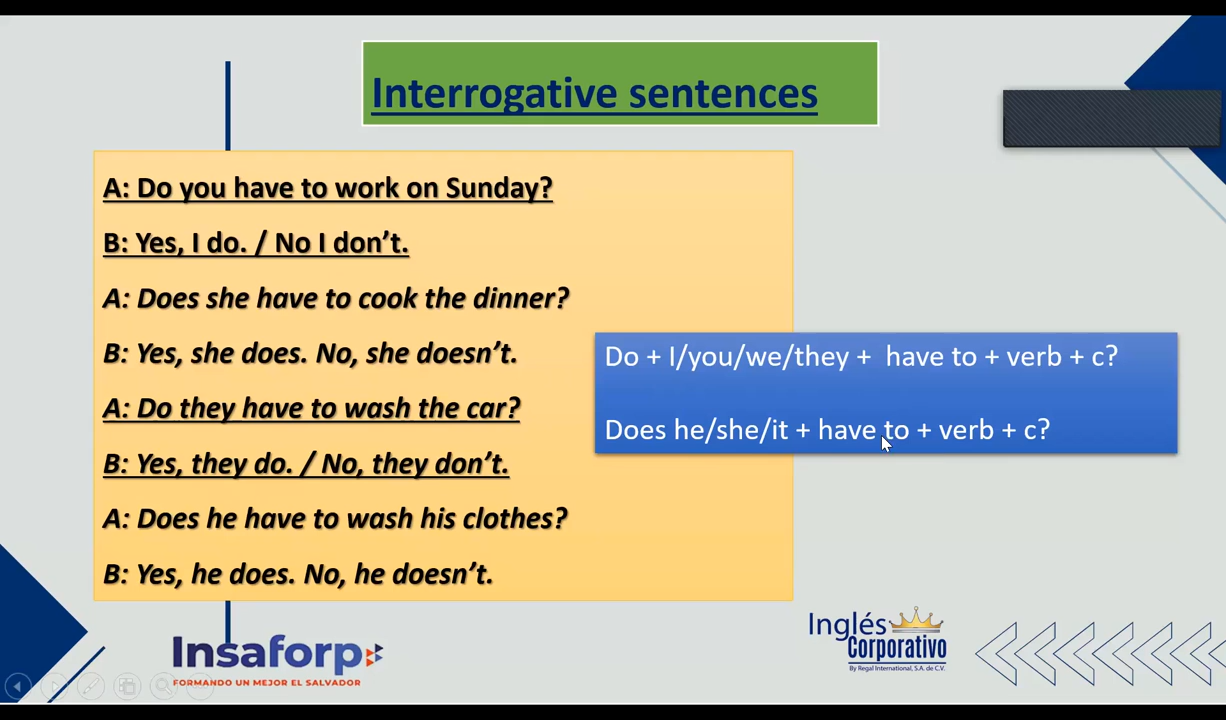 Interrogative sentences
A: Do you have to work on Sunday?
B: Yes, I do. / No I don’t.
A: Does she have to cook the dinner?
B: Yes, she does. No, she doesn’t.
A: Do they have to wash the car?
B: Yes, they do. / No, they don’t.
A: Does he have to wash his clothes?
B: Yes, he does. No, he doesn’t.
Do + I/you/we/they + have to + verb + c?
Does he/she/it + have to + verb + c?
Insaforp
FORMANDO UN MEJOR EL SALVADOR
Inglés
Corporativo
By Regal International, S.A. de C.V.